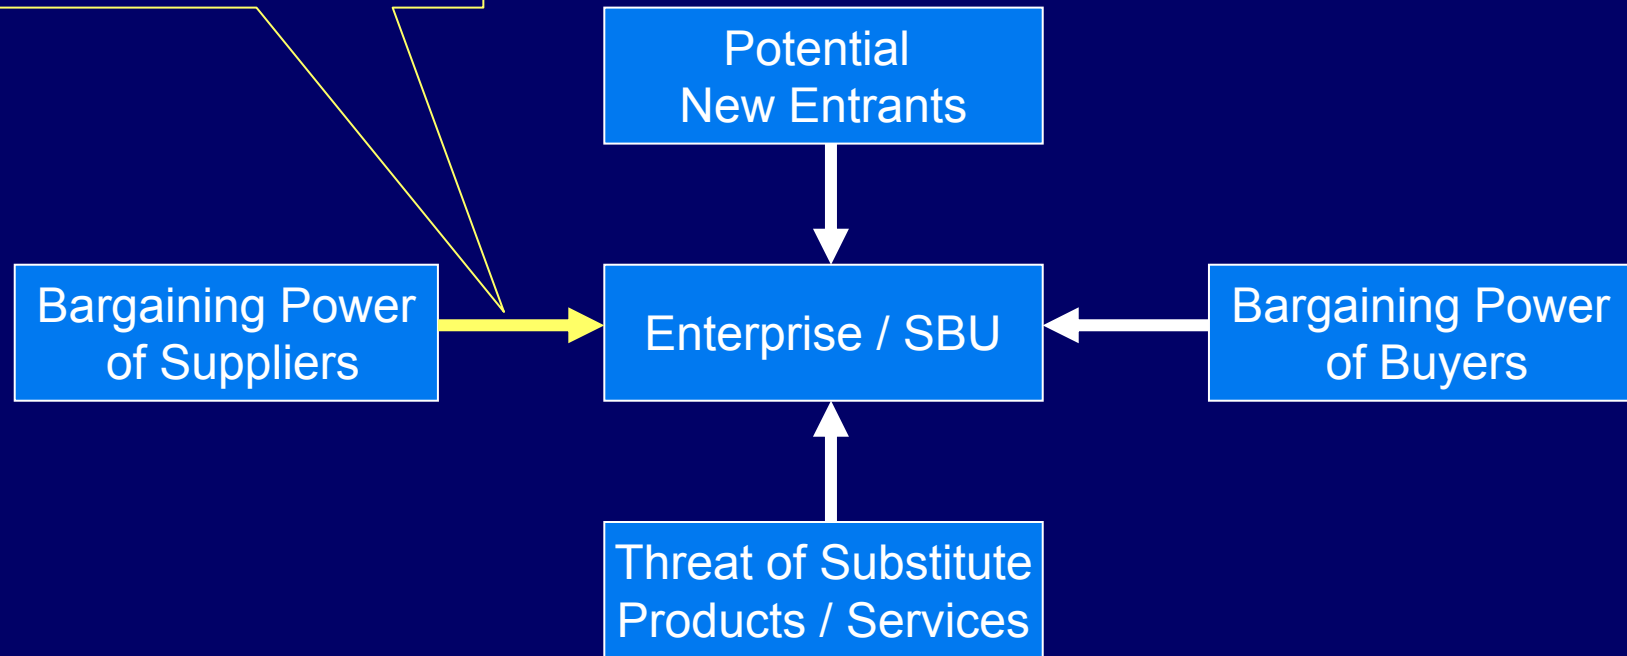 Potential
New Entrants
Bargaining Power
of Suppliers
Enterprise / SBU
Bargaining Power
of Buyers
Threat of Substitute
Products / Services